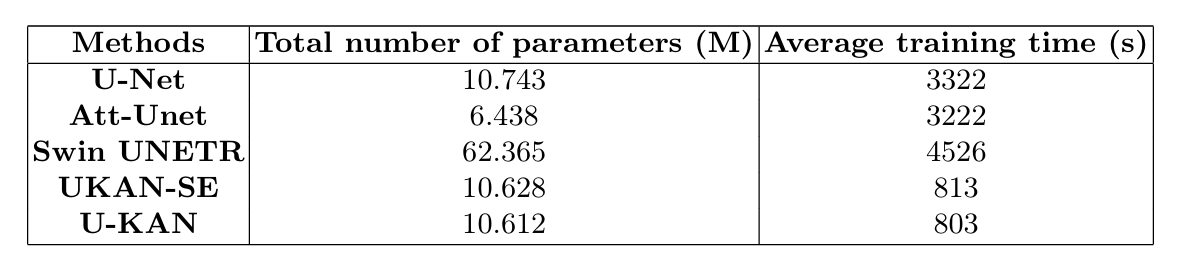 Methods Total number of parameters (M) Average training time (s)
U-Net 10.743 3322
Att-Unet 6.438 3222
Swin UNETR 62.365 4526
UKAN-SE 10.628 813
U-KAN 10.612 803